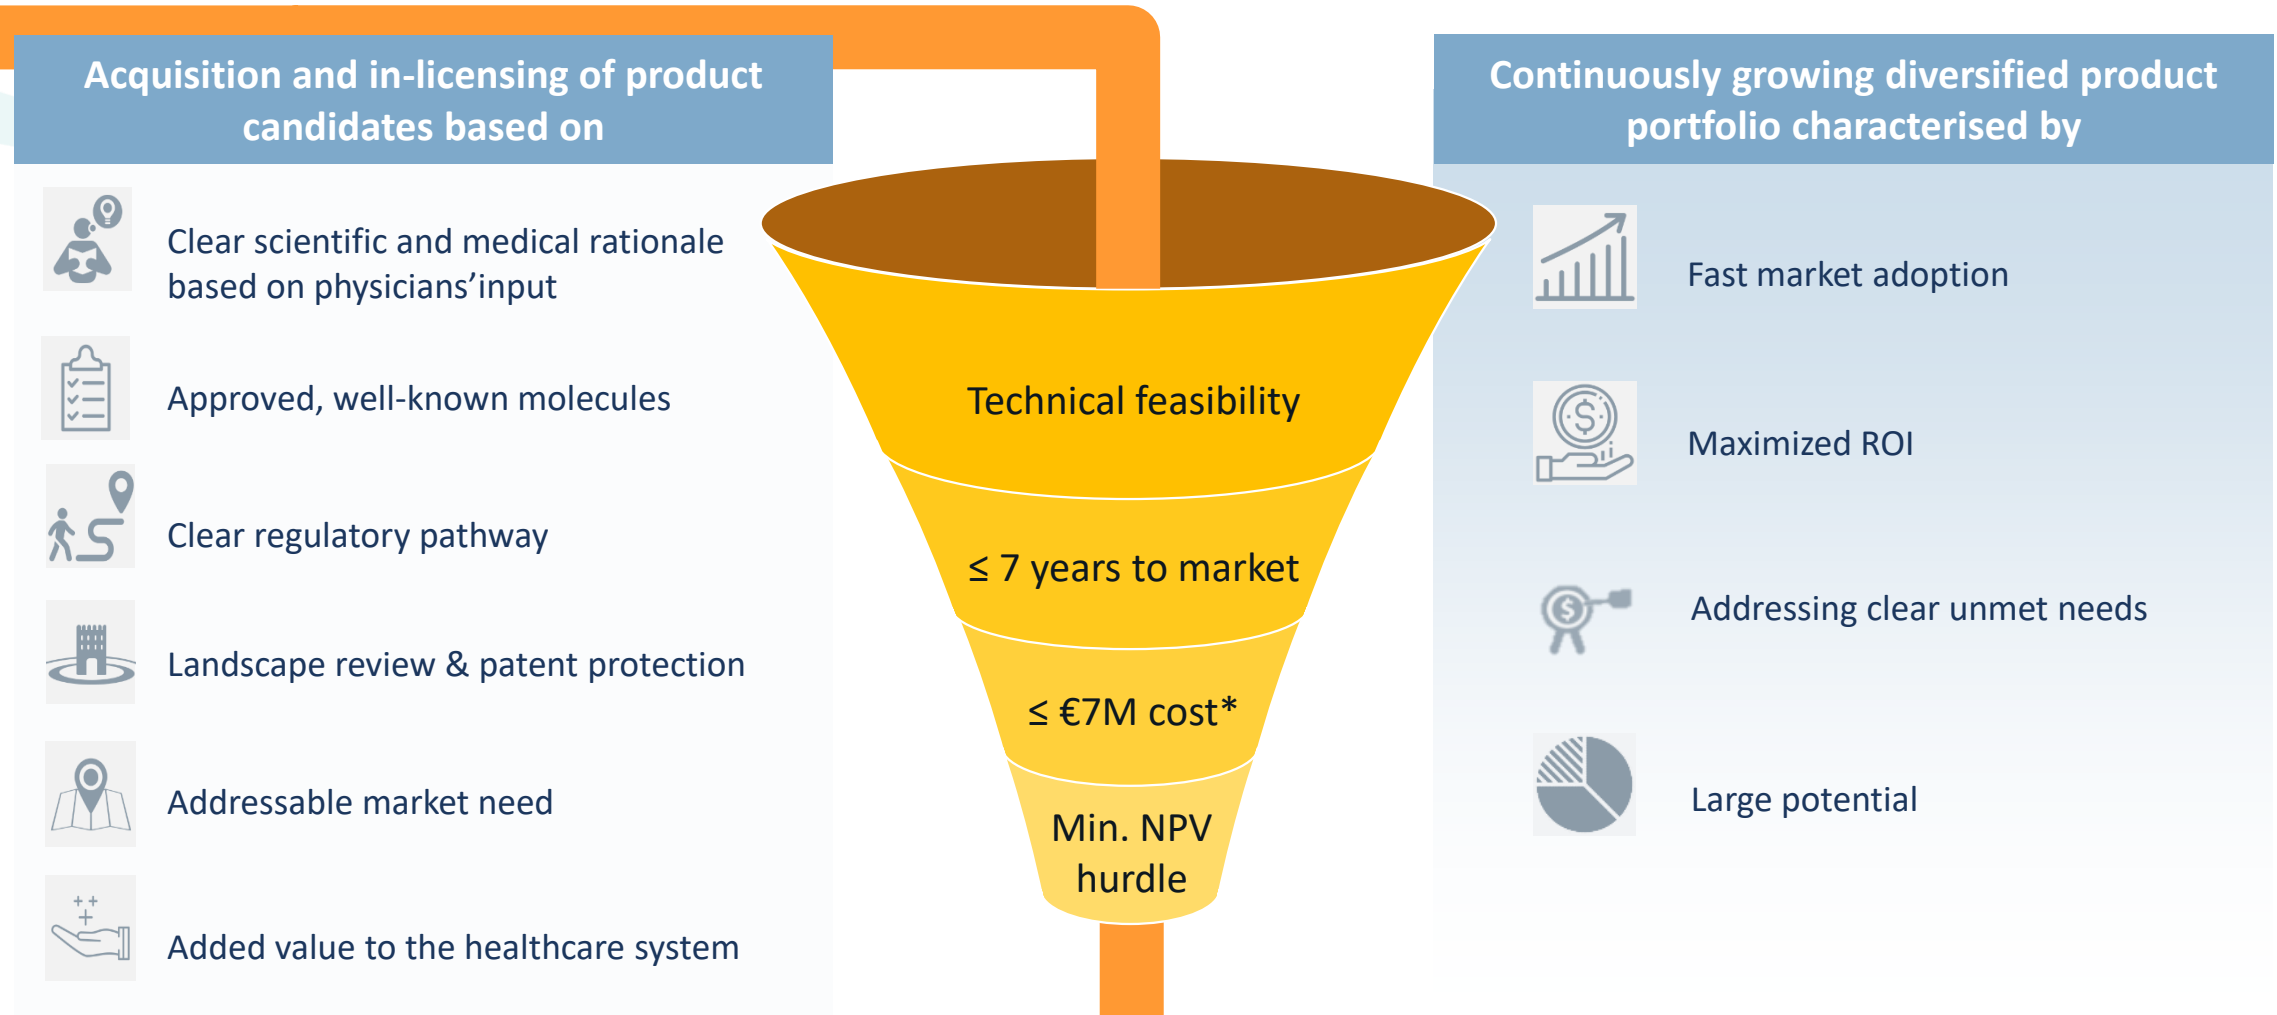 Acquisition and in-licensing of product
candidates based on
Clear scientific and medical rationale
based on physicians’input
Approved, well-known molecules
Clear regulatory pathway
Landscape review & patent protection
Addressable market need
Added value to the healthcare system
Technical feasibility
≤ 7 years to market
≤ €7M cost*
Min. NPV
hurdle
Continuously growing diversified product
portfolio characterised by
Fast market adoption
Maximized ROI
Addressing clear unmet needs
Large potential